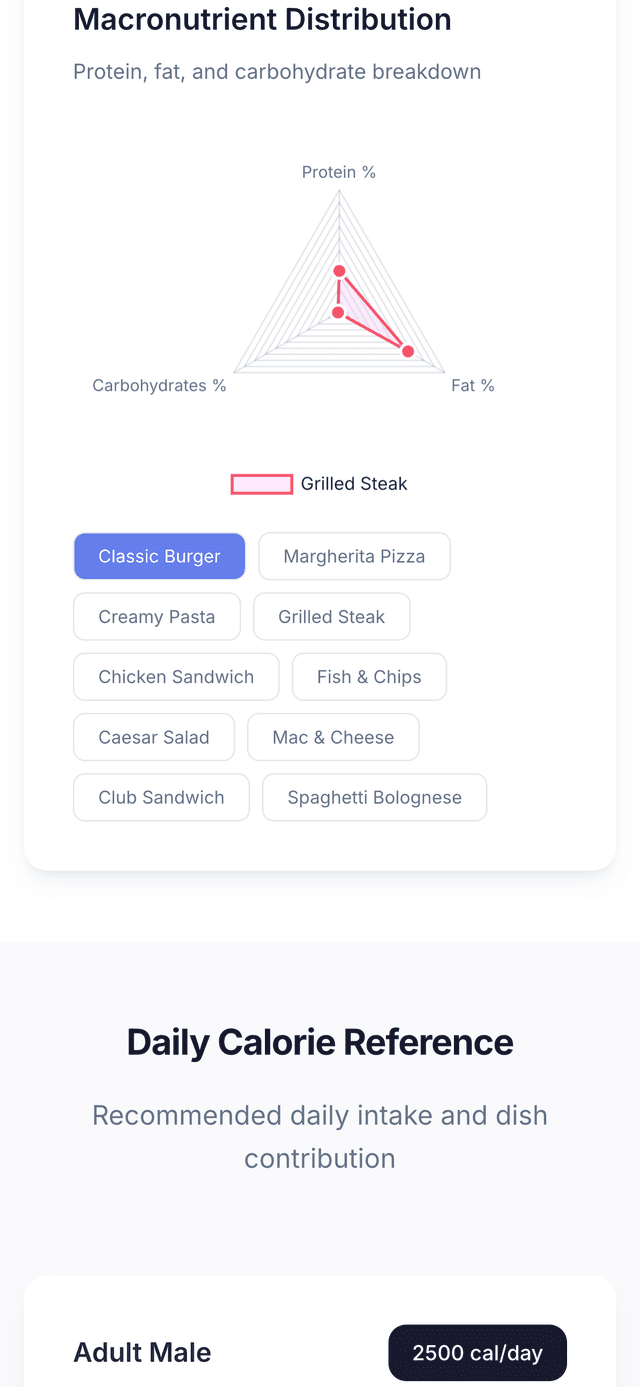 Macronutrient Distribution
Protein, fat, and carbohydrate breakdown
Protein %
Carbohydrates %
Fat %
Grilled Steak
Classic Burger
Margherita Pizza
Creamy Pasta
Grilled Steak
Chicken Sandwich
Fish & Chips
Caesar Salad
Mac & Cheese
Club Sandwich
Spaghetti Bolognese
Daily Calorie Reference
Recommended daily intake and dish
contribution
Adult Male
2500 cal/day